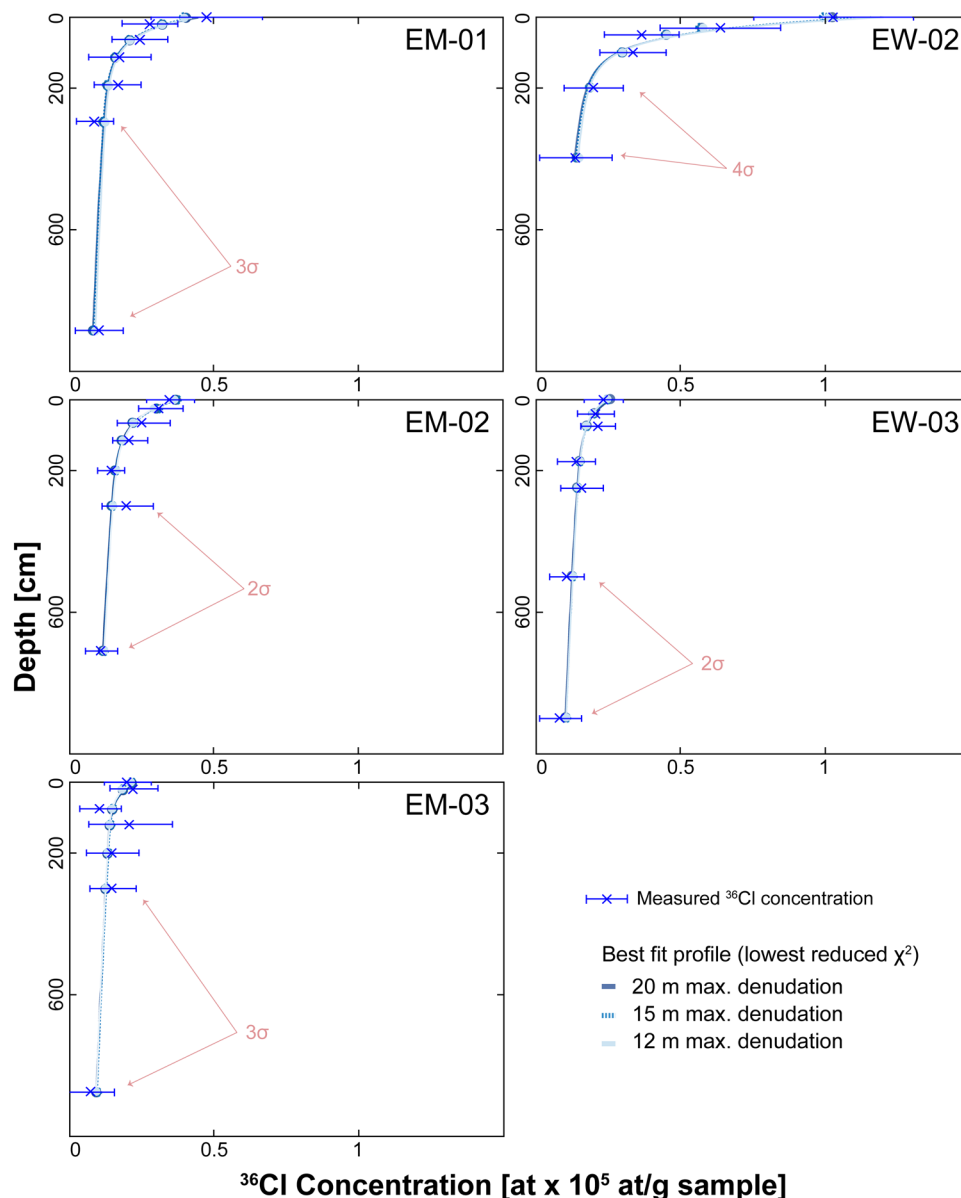 0
200
600
EM-01
3σ
0
0.5
1
0
200
600
EW-02
4σ
0
0.5
1
0
200
600
EM-02
2σ
0
0.5
1
0
200
600
EW-03
2σ
0
0.5
1
0
200
600
EM-03
3σ
0
0.5
1
Depth [cm]
Measured ³⁶Cl concentration
Best fit profile (lowest reduced χ²)
20 m max. denudation
15 m max. denudation
12 m max. denudation
³⁶Cl Concentration [at x 10⁵ at/g sample]